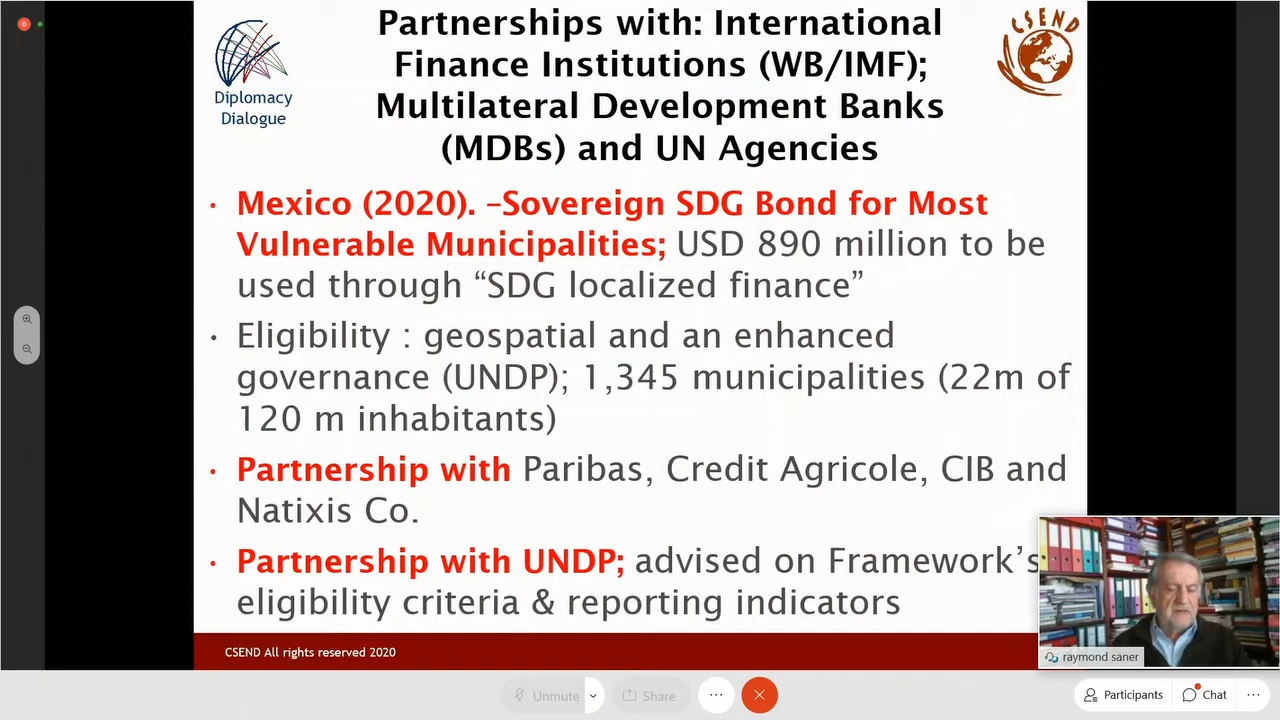 Partnerships with: International
Finance Institutions (WB/IMF);
Multilateral Development Banks
(MDBs) and UN Agencies
Diplomacy
Dialogue
CSEND
• Mexico (2020). –Sovereign SDG Bond for Most
Vulnerable Municipalities; USD 890 million to be
used through “SDG localized finance”
• Eligibility : geospatial and an enhanced
governance (UNDP); 1,345 municipalities (22m of
120 m inhabitants)
• Partnership with Paribas, Credit Agricole, CIB and
Natixis Co.
• Partnership with UNDP; advised on Framework’s
eligibility criteria & reporting indicators
CSEND All rights reserved 2020
raymond saner
Unmute
Share
Participants
Chat